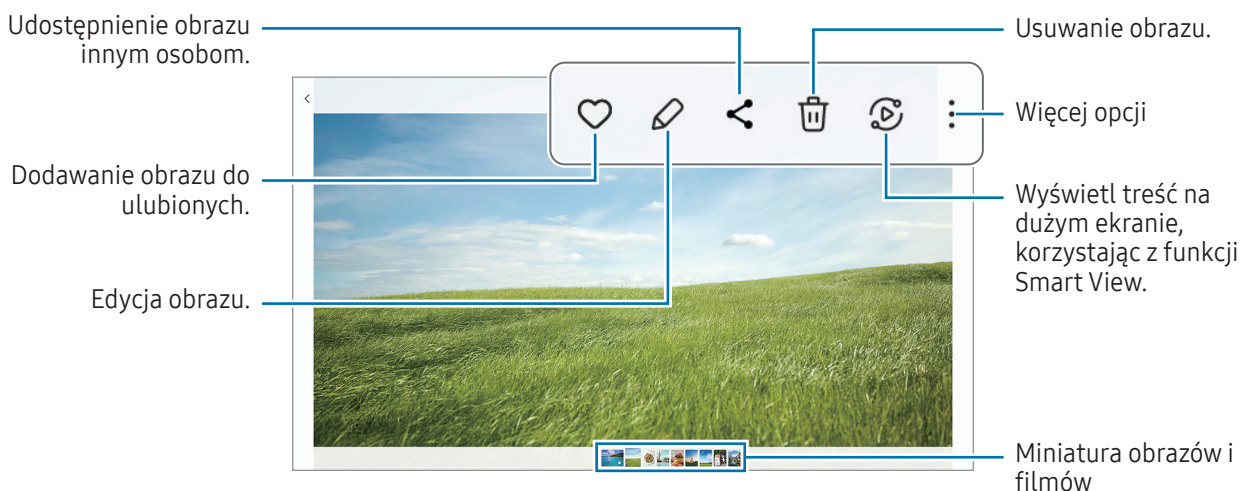 Udostępnienie obrazu
innym osobom.
Usuwanie obrazu.
Więcej opcji
Dodawanie obrazu do
ulubionych.
Wyświetl treść na
dużym ekranie,
korzystając z funkcji
Smart View.
Edycja obrazu.
Miniatura obrazów i
filmów